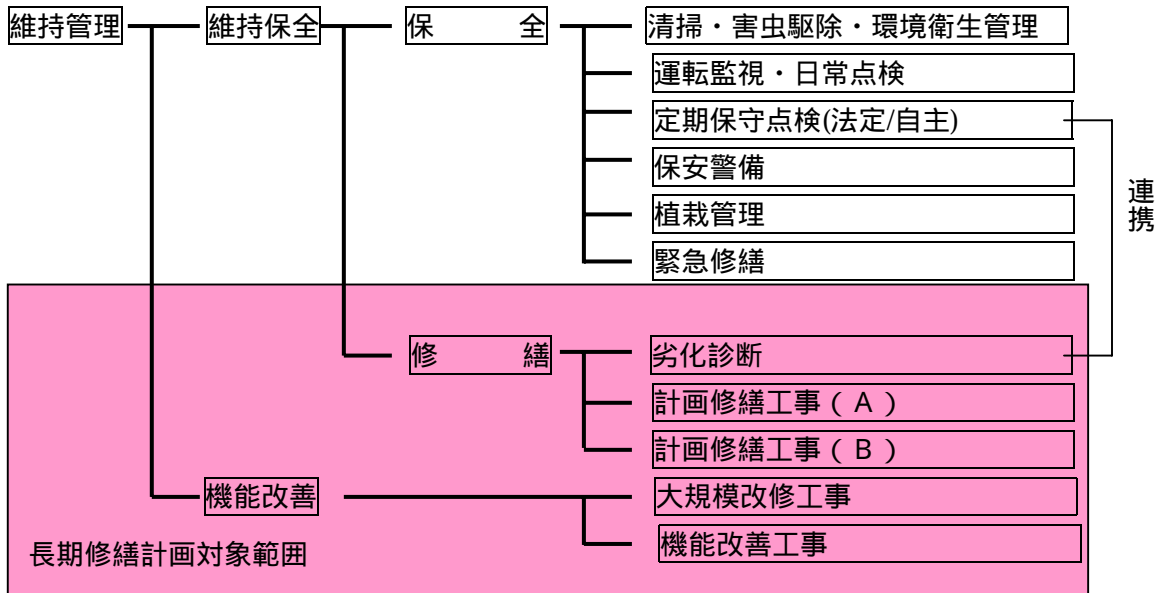 維持管理 維持保全 保 全 清掃・害虫駆除・環境衛生管理
運転監視・日常点検
定期保守点検(法定/自主)
保安警備
植栽管理
緊急修繕
連携
修 繕 劣化診断
計画修繕工事(A)
計画修繕工事(B)
機能改善 大規模改修工事
機能改善工事
長期修繕計画対象範囲